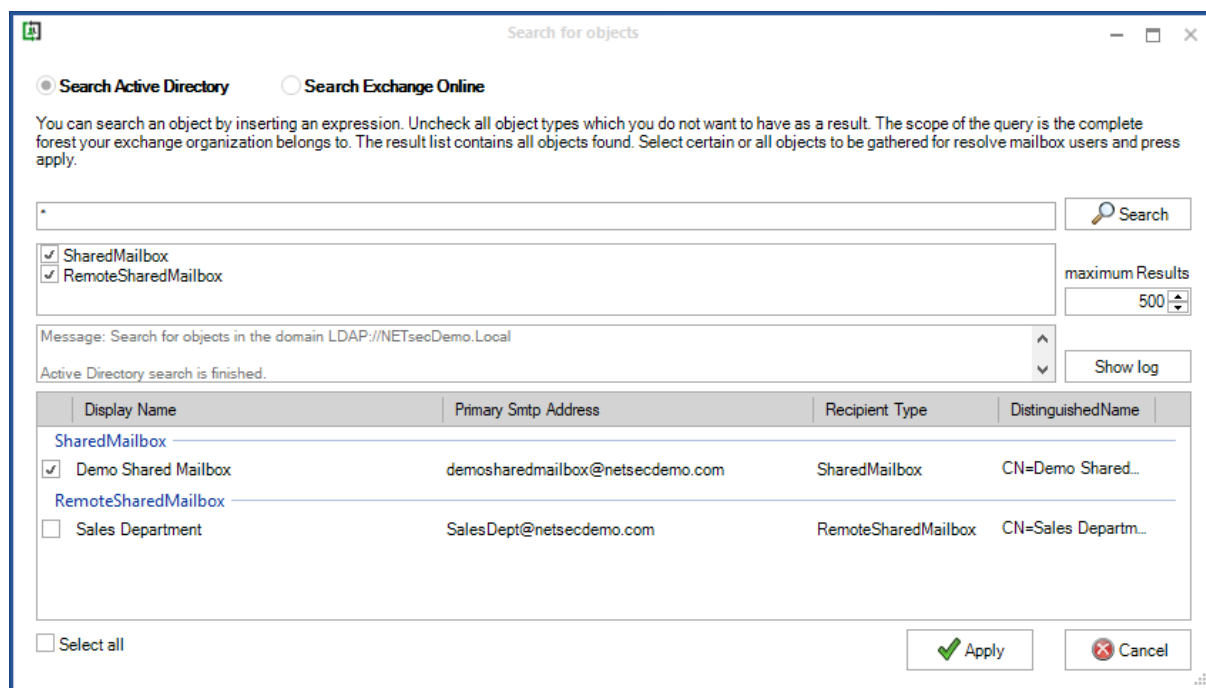 Search for objects
Search Active Directory Search Exchange Online
You can search an object by inserting an expression. Uncheck all object types which you do not want to have as a result. The scope of the query is the complete
forest your exchange organization belongs to. The result list contains all objects found. Select certain or all objects to be gathered for resolve mailbox users and press
apply.
* Search
SharedMailbox
RemoteSharedMailbox
maximum Results
500
Message: Search for objects in the domain LDAP://NETsecDemo.Local
Active Directory search is finished.
Show log
Display Name Primary Smtp Address Recipient Type DistinguishedName
SharedMailbox
Demo Shared Mailbox demosharedmailbox@netsecdemo.com SharedMailbox CN=Demo Shared...
RemoteSharedMailbox
Sales Department SalesDept@netsecdemo.com RemoteSharedMailbox CN=Sales Departm...
Select all Apply Cancel